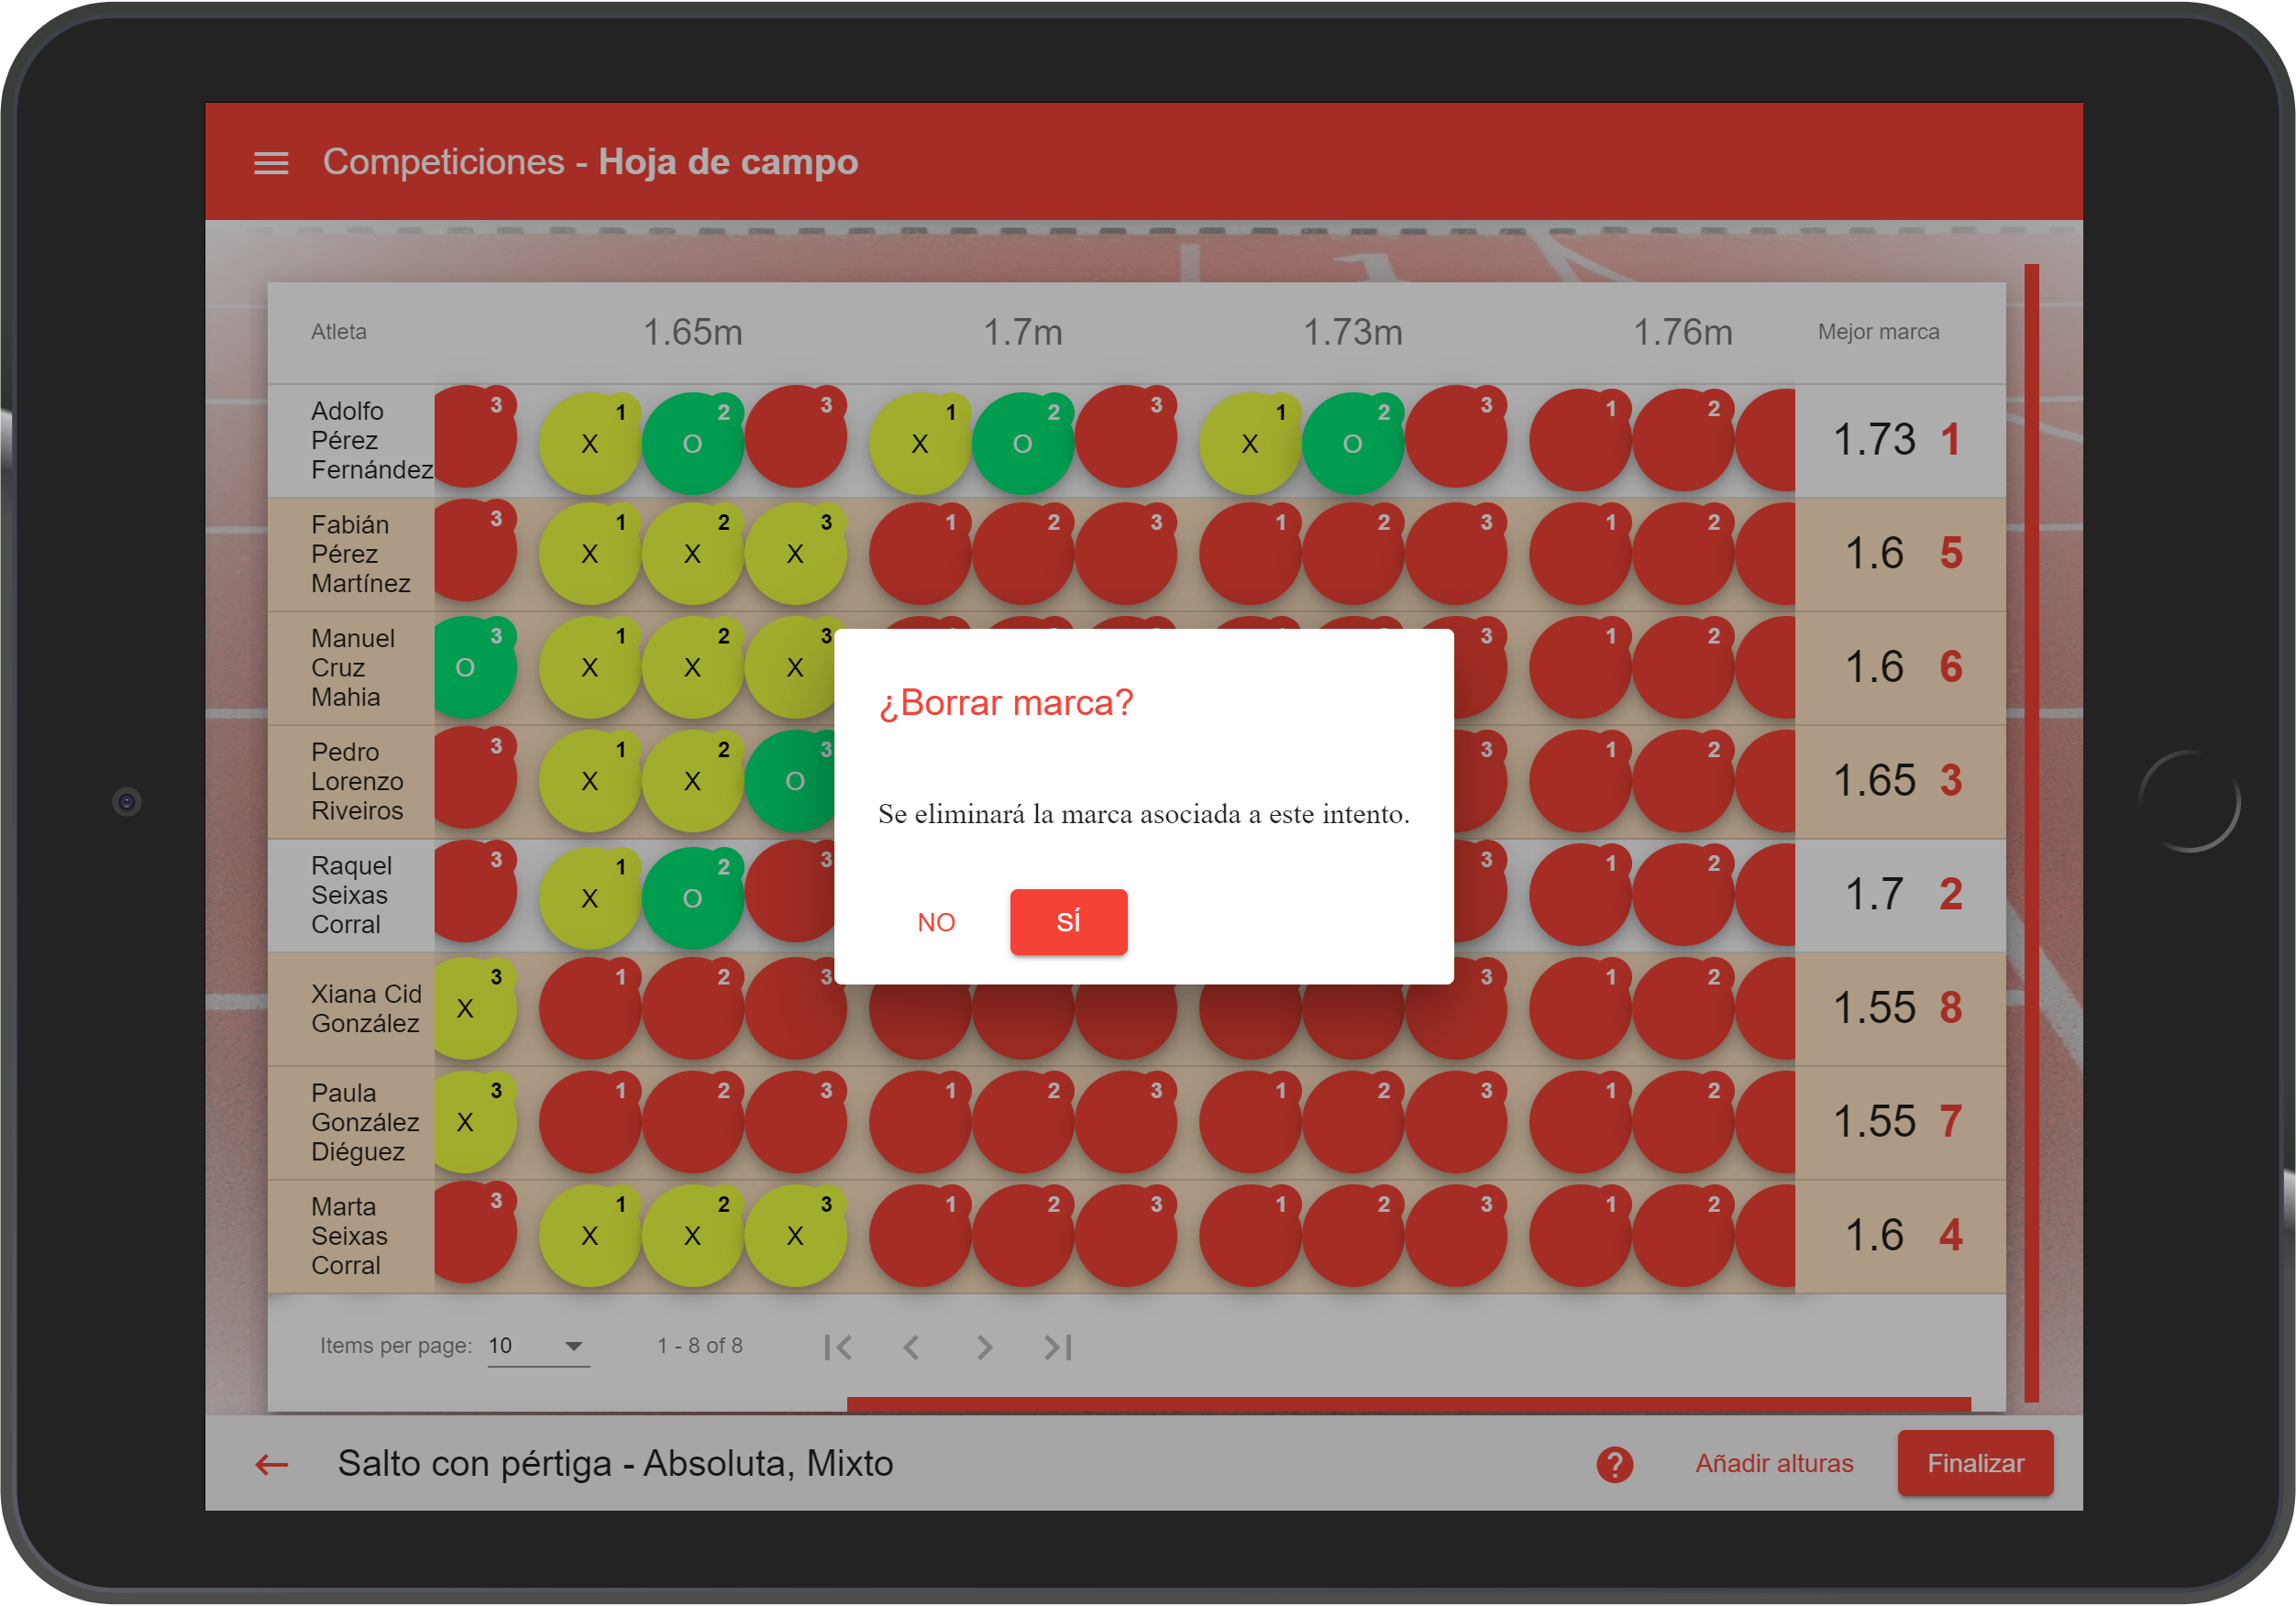 Competiciones - Hoja de campo
Atleta 1.65m 1.7m 1.73m 1.76m Mejor marca
3 1 2 3 1 2 3 1 2 3 1 2
Adolfo
Pérez
Fernández
X O X O X O 1.73 1
3 1 2 3 1 2 3 1 2 3 1 2
Fabián
Pérez
Martínez
X X X 1.6 5
3 1 2 3 3 1 2
Manuel
Cruz
Mahia
O X X X 1.6 6
¿Borrar marca?
3 1 2 3 3 1 2
Pedro
Lorenzo
Riveiros
X X O 1.65 3
Se eliminará la marca asociada a este intento.
3 1 2 3 3 1 2
Raquel
Seixas
Corral
X O 1.7 2
NO SÍ
3 1 2 3 3 1 2
Xiana Cid
González
X 1.55 8
3 1 2 3 1 2 3 1 2 3 1 2
Paula
González
Diéguez
X 1.55 7
3 1 2 3 1 2 3 1 2 3 1 2
Marta
Seixas
Corral
X X X 1.6 4
Items per page: 10 1 - 8 of 8
Salto con pértiga - Absoluta, Mixto ? Añadir alturas Finalizar